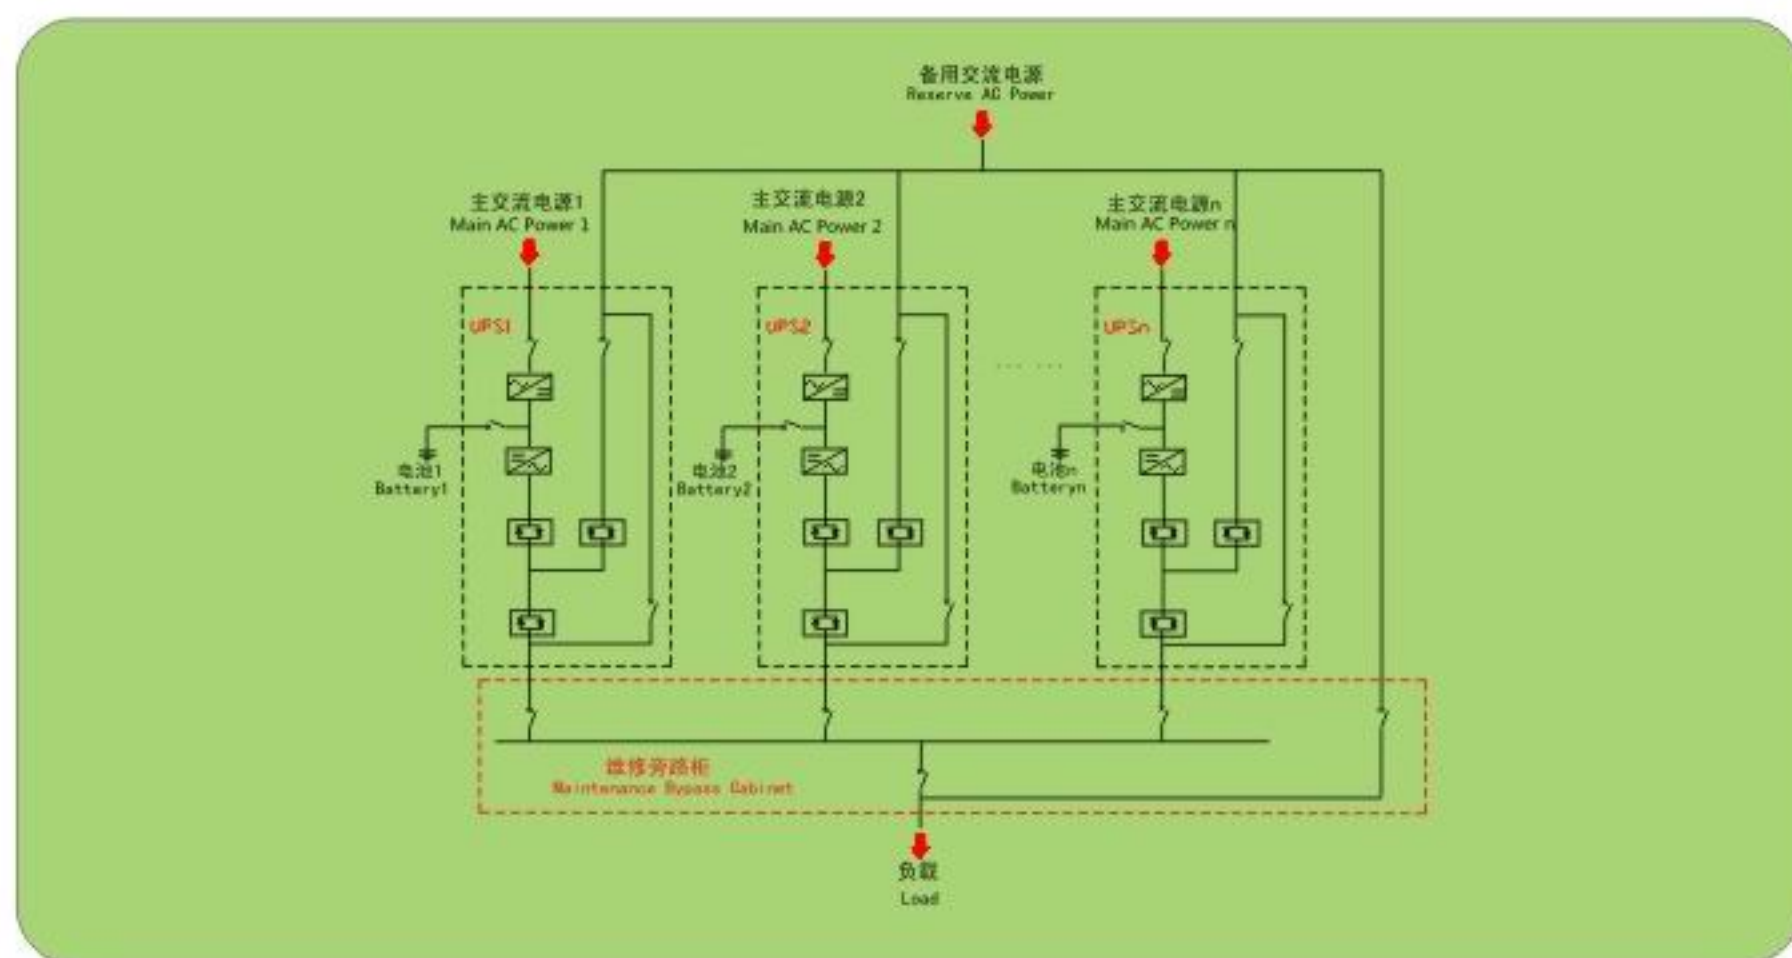 备用交流电源
Reserve AC Power
主交流电源1
Main AC Power 1
主交流电源2
Main AC Power 2
主交流电源n
Main AC Power n
UPS1
UPS2
UPSn
... ...
电池1
Battery1
电池2
Battery2
电池n
Batteryn
维修旁路柜
Maintenance Bypass Cabinet
负载
Load